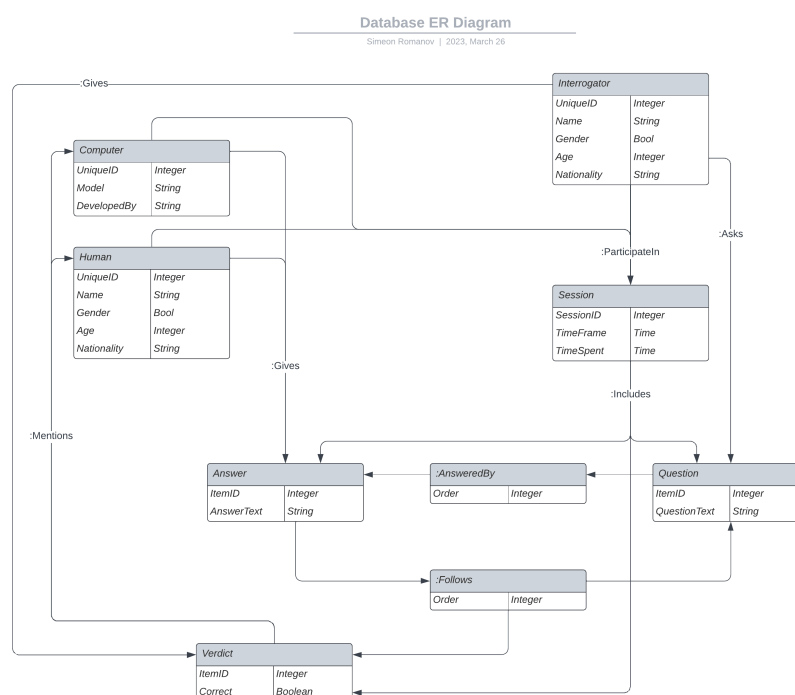 Database ER Diagram
Simeon Romanov | 2023, March 26
:Gives
Interrogator
UniqueID Integer
Name String
Gender Bool
Age Integer
Nationality String
Computer
UniqueID Integer
Model String
DevelopedBy String
:Asks
:ParticipateIn
Human
UniqueID Integer
Name String
Gender Bool
Age Integer
Nationality String
Session
SessionID Integer
TimeFrame Time
TimeSpent Time
:Gives
:Includes
:Mentions
Answer
ItemID Integer
AnswerText String
:AnsweredBy
Order Integer
Question
ItemID Integer
QuestionText String
:Follows
Order Integer
Verdict
ItemID Integer
Correct Boolean